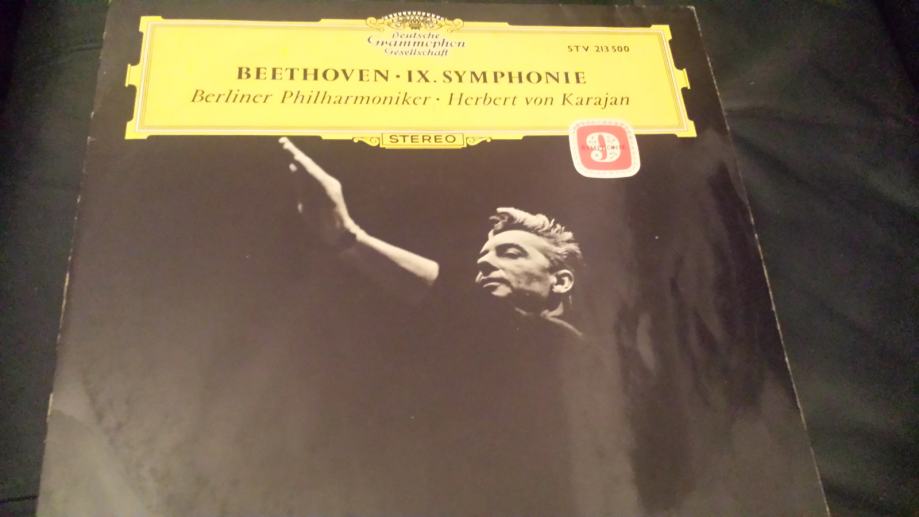 Deutsche
Grammophon
Gesellschaft
STV 213 500
BEETHOVEN · IX. SYMPHONIE
Berliner Philharmoniker · Herbert von Karajan
STEREO
9